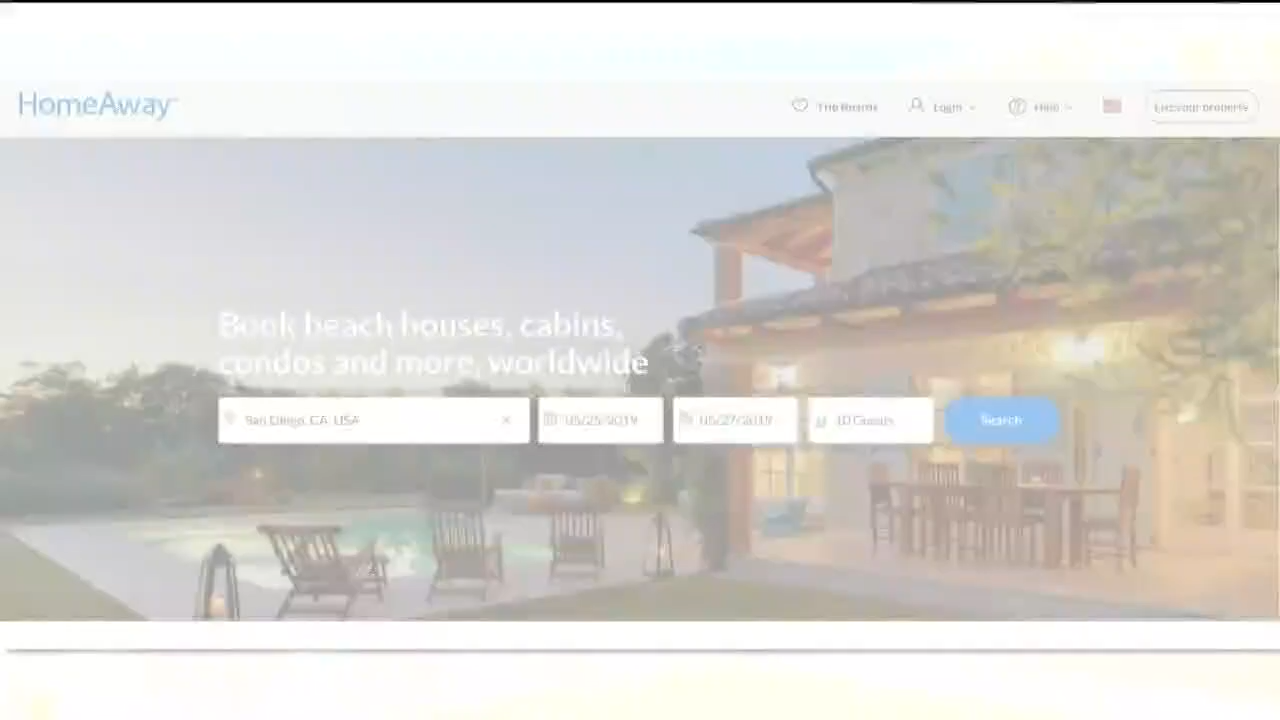 HomeAway
Trip Boards
Login
Help
List your property
Book beach houses, cabins,
condos and more, worldwide
San Diego, CA, USA
05/25/2019
05/27/2019
10 Guests
Search